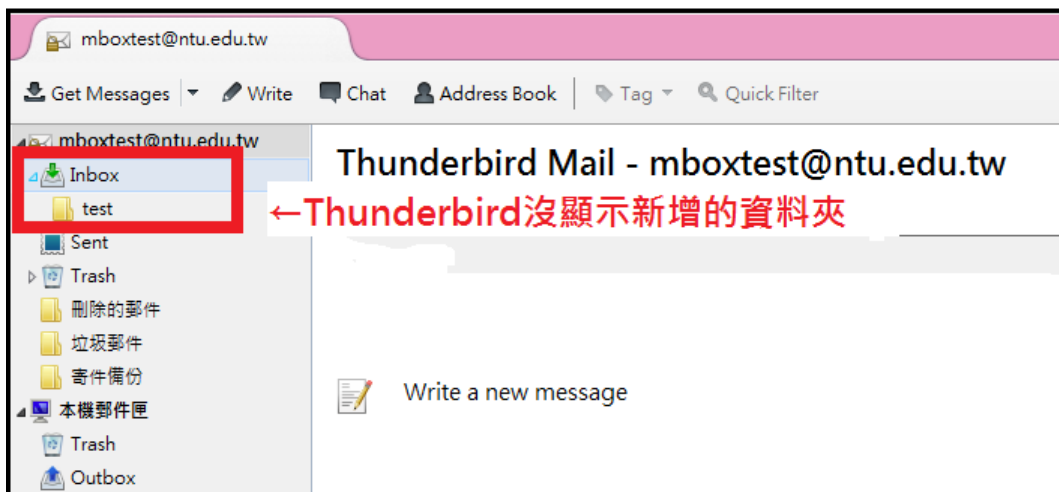 mboxtest@ntu.edu.tw
Get Messages Write Chat Address Book Tag Quick Filter
mboxtest@ntu.edu.tw
Inbox
test
Sent
Trash
刪除的郵件
垃圾郵件
寄件備份
本機郵件匣
Trash
Outbox
Thunderbird Mail - mboxtest@ntu.edu.tw
←Thunderbird沒顯示新增的資料夾
Write a new message